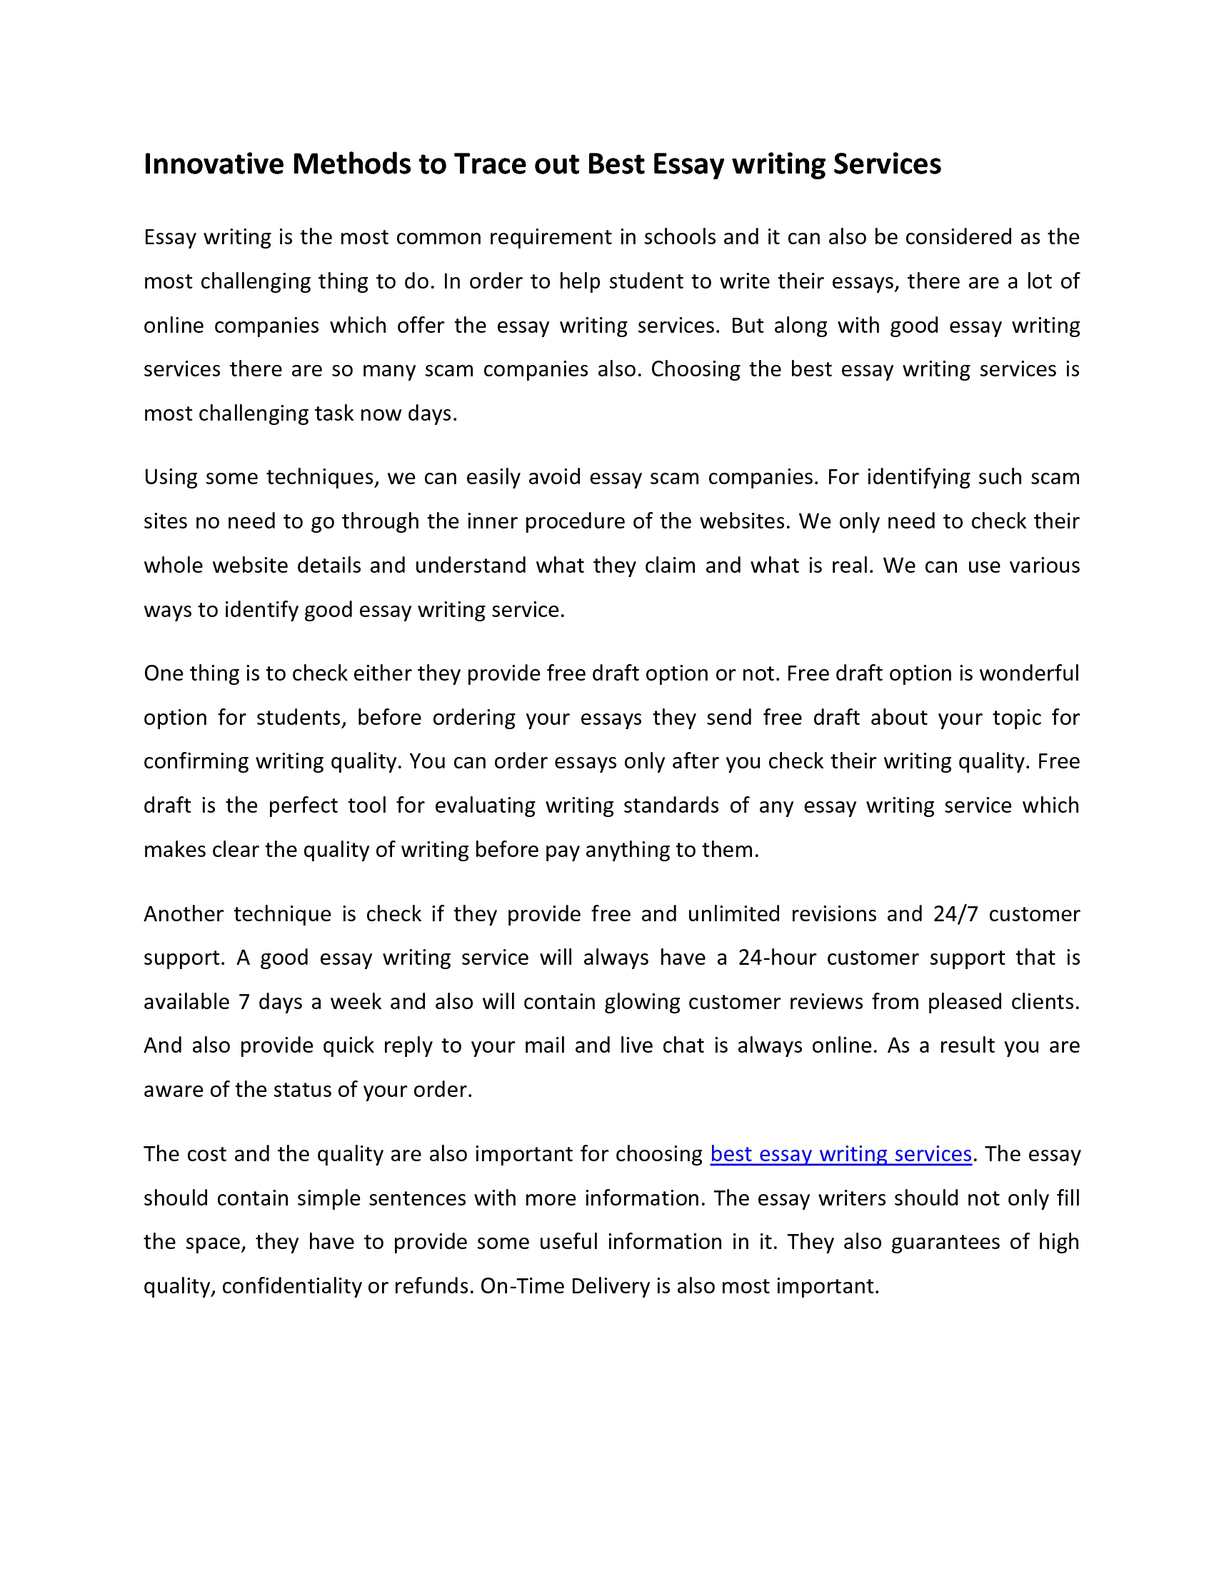 Innovative Methods to Trace out Best Essay writing Services
Essay writing is the most common requirement in schools and it can also be considered as the
most challenging thing to do. In order to help student to write their essays, there are a lot of
online companies which offer the essay writing services. But along with good essay writing
services there are so many scam companies also. Choosing the best essay writing services is
most challenging task now days.
Using some techniques, we can easily avoid essay scam companies. For identifying such scam
sites no need to go through the inner procedure of the websites. We only need to check their
whole website details and understand what they claim and what is real. We can use various
ways to identify good essay writing service.
One thing is to check either they provide free draft option or not. Free draft option is wonderful
option for students, before ordering your essays they send free draft about your topic for
confirming writing quality. You can order essays only after you check their writing quality. Free
draft is the perfect tool for evaluating writing standards of any essay writing service which
makes clear the quality of writing before pay anything to them.
Another technique is check if they provide free and unlimited revisions and 24/7 customer
support. A good essay writing service will always have a 24-hour customer support that is
available 7 days a week and also will contain glowing customer reviews from pleased clients.
And also provide quick reply to your mail and live chat is always online. As a result you are
aware of the status of your order.
The cost and the quality are also important for choosing best essay writing services. The essay
should contain simple sentences with more information. The essay writers should not only fill
the space, they have to provide some useful information in it. They also guarantees of high
quality, confidentiality or refunds. On-Time Delivery is also most important.